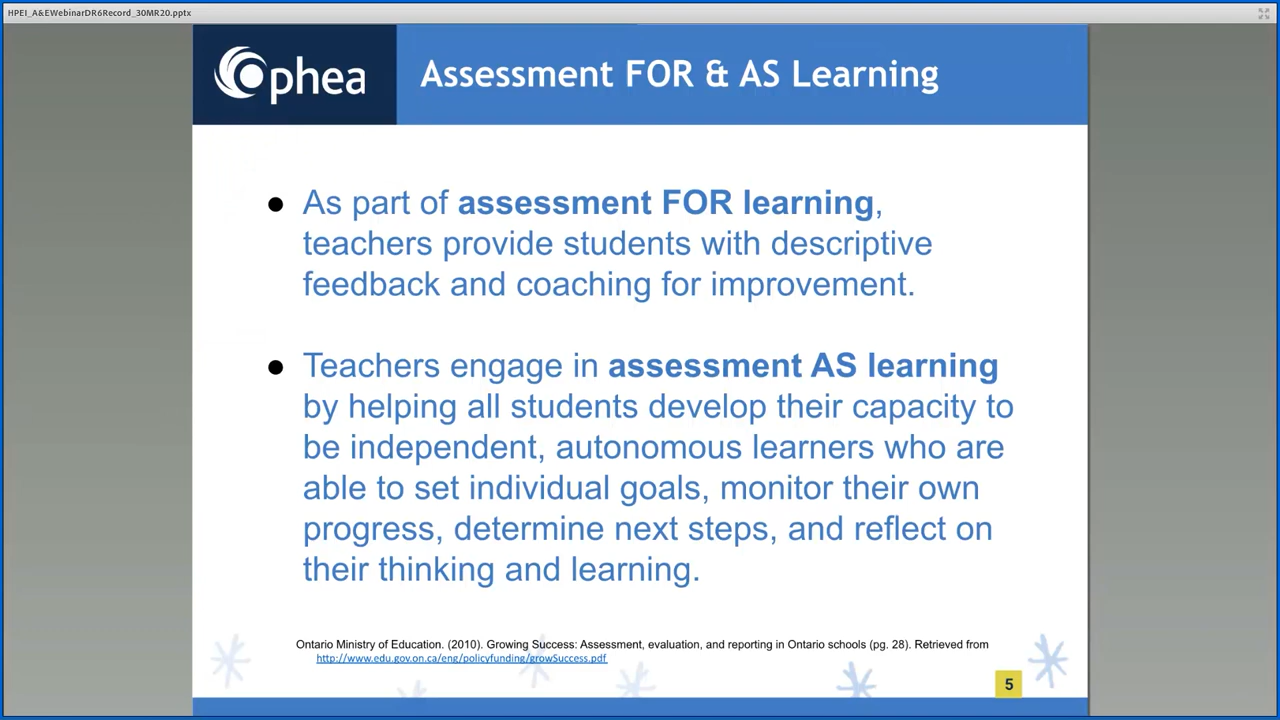 HPEI_A&EWebinarDR6Record_30MR20.pptx
Ophea
Assessment FOR & AS Learning
● As part of assessment FOR learning,
teachers provide students with descriptive
feedback and coaching for improvement.
● Teachers engage in assessment AS learning
by helping all students develop their capacity to
be independent, autonomous learners who are
able to set individual goals, monitor their own
progress, determine next steps, and reflect on
their thinking and learning.
Ontario Ministry of Education. (2010). Growing Success: Assessment, evaluation, and reporting in Ontario schools (pg. 28). Retrieved from
http://www.edu.gov.on.ca/eng/policyfunding/growSuccess.pdf
5